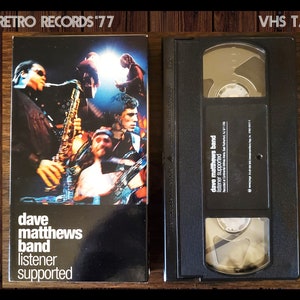 RETRO RECORDS'77
VHS T
dave
matthews
band
listener
supported
dave matthews band
listener supported